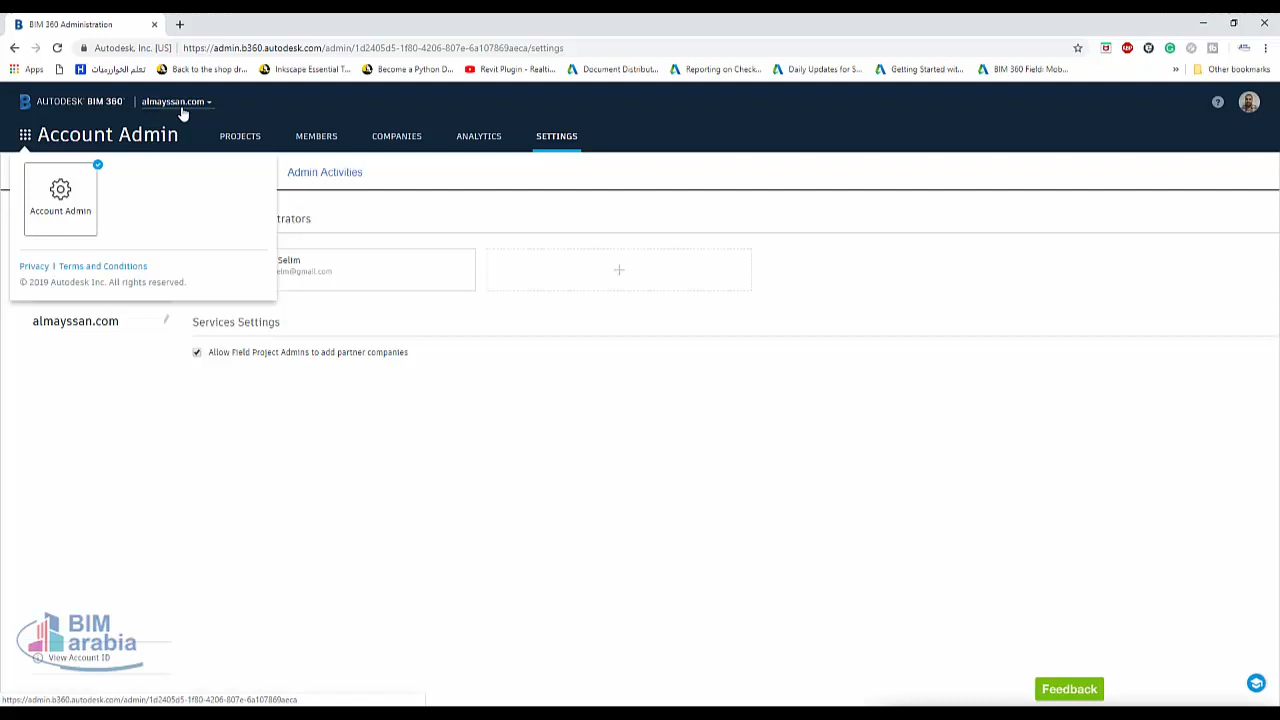 BIM 360 Administration
Autodesk, Inc. [US] | https://admin.b360.autodesk.com/admin/1d2405d5-1f80-4206-807e-6a107869aeca/settings
Apps
تعلم الخوارزميات
Back to the shop dr...
Inkscape Essential T...
Become a Python D...
Revit Plugin - Realti...
Document Distribut...
Reporting on Check...
Daily Updates for S...
Getting Started wit...
BIM 360 Field: Mob...
»
Other bookmarks
AUTODESK® BIM 360™
almayssan.com
Account Admin
PROJECTS
MEMBERS
COMPANIES
ANALYTICS
SETTINGS
Account Admin
Privacy | Terms and Conditions
© 2019 Autodesk Inc. All rights reserved.
Admin Activities
trators
Selim
elm@gmail.com
almayssan.com
Services Settings
Allow Field Project Admins to add partner companies
BIM
arabia
View Account ID
https://admin.b360.autodesk.com/admin/1d2405d5-1f80-4206-807e-6a107869aeca
Feedback